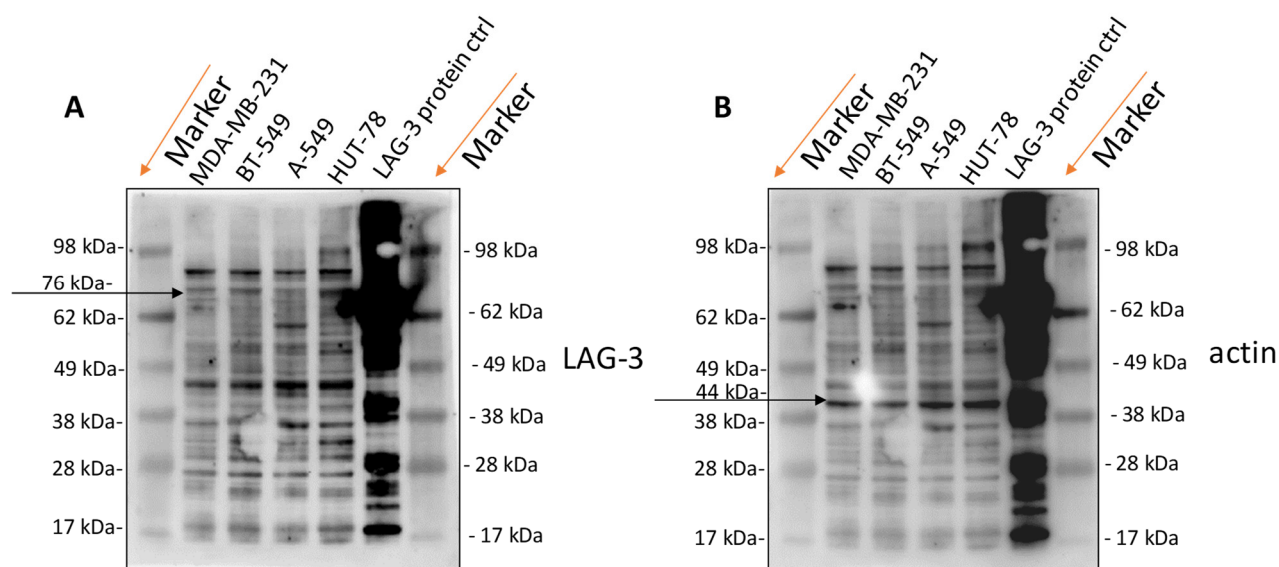 A
Marker
MDA-MB-231
BT-549
A-549
HUT-78
LAG-3 protein ctrl
Marker
98 kDa-
76 kDa-
62 kDa-
49 kDa-
38 kDa-
28 kDa-
17 kDa-
- 98 kDa
- 62 kDa
- 49 kDa
- 38 kDa
- 28 kDa
- 17 kDa
LAG-3
B
Marker
MDA-MB-231
BT-549
A-549
HUT-78
LAG-3 protein ctrl
Marker
98 kDa-
62 kDa-
49 kDa-
44 kDa-
38 kDa-
28 kDa-
17 kDa-
- 98 kDa
- 62 kDa
- 49 kDa
- 38 kDa
- 28 kDa
- 17 kDa
actin